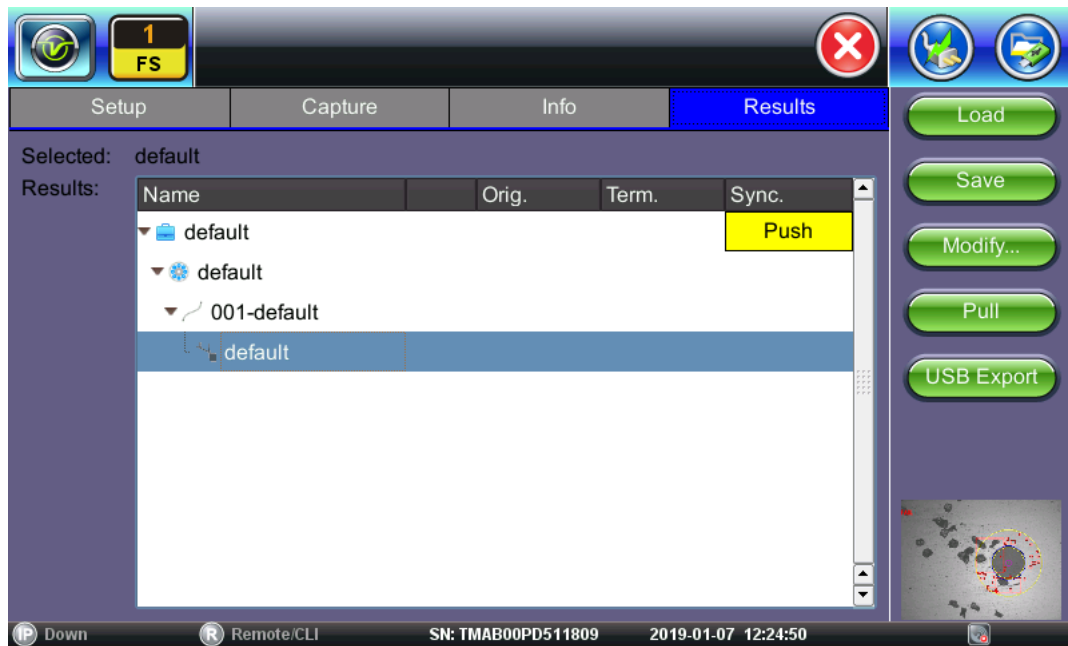 1
FS
Setup Capture Info Results
Load
Selected: default
Results:
Name Orig. Term. Sync.
Save
default Push
Modify...
default
001-default
Pull
default
USB Export
IP Down R Remote/CLI SN: TMAB00PD511809 2019-01-07 12:24:50